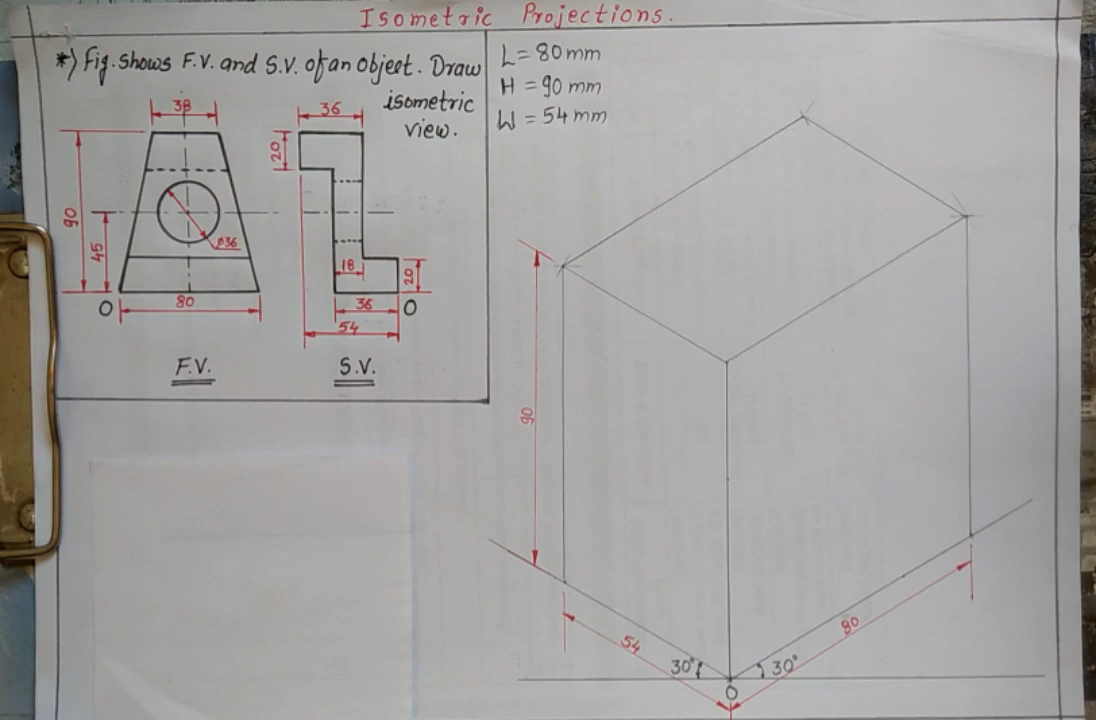 Isometric Projections.
*) Fig. shows F.V. and S.V. of an object. Draw
isometric
view.
L = 80 mm
H = 90 mm
W = 54 mm
38
36
20
90
45
ø36
18
20
O
80
36
O
54
F.V.
S.V.
90
54
80
30°
30°
O